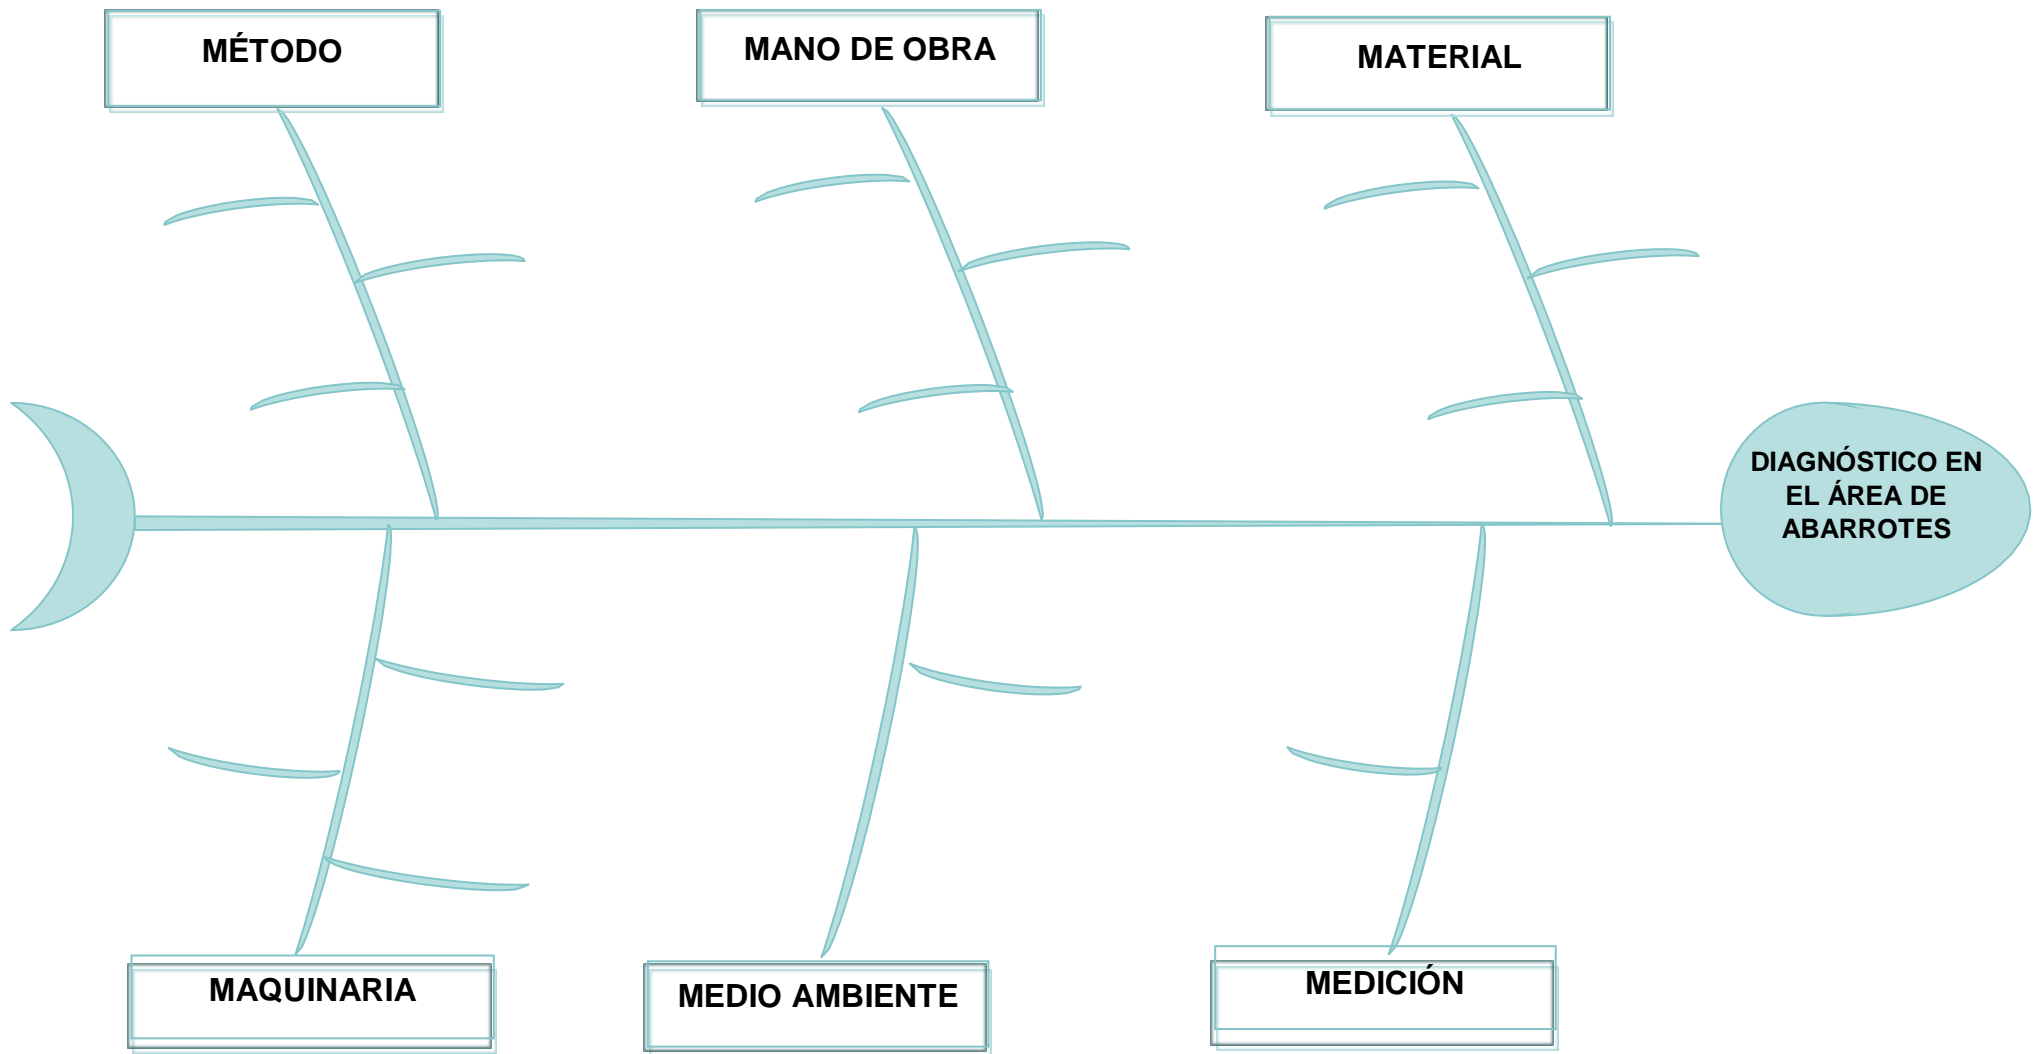 MÉTODO
MANO DE OBRA
MATERIAL
DIAGNÓSTICO EN
EL ÁREA DE
ABARROTES
MAQUINARIA
MEDIO AMBIENTE
MEDICIÓN